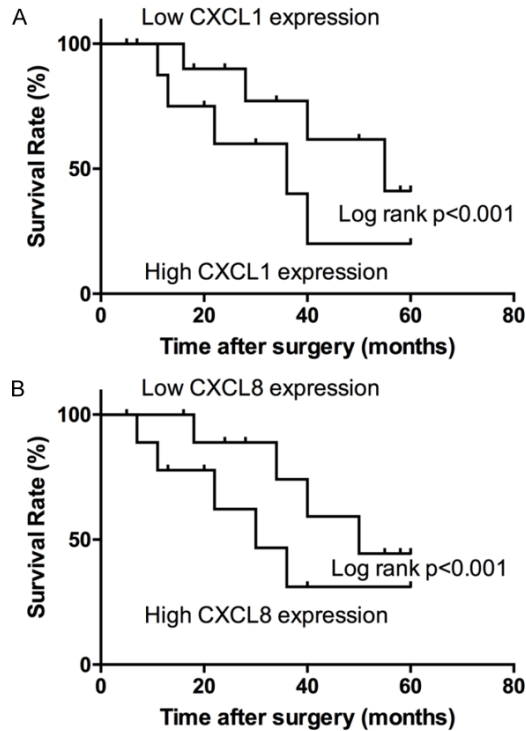 A
Low CXCL1 expression
100
50
0
Survival Rate (%)
Log rank p<0.001
High CXCL1 expression
0 20 40 60 80
Time after surgery (months)
B
Low CXCL8 expression
100
50
0
Survival Rate (%)
Log rank p<0.001
High CXCL8 expression
0 20 40 60 80
Time after surgery (months)